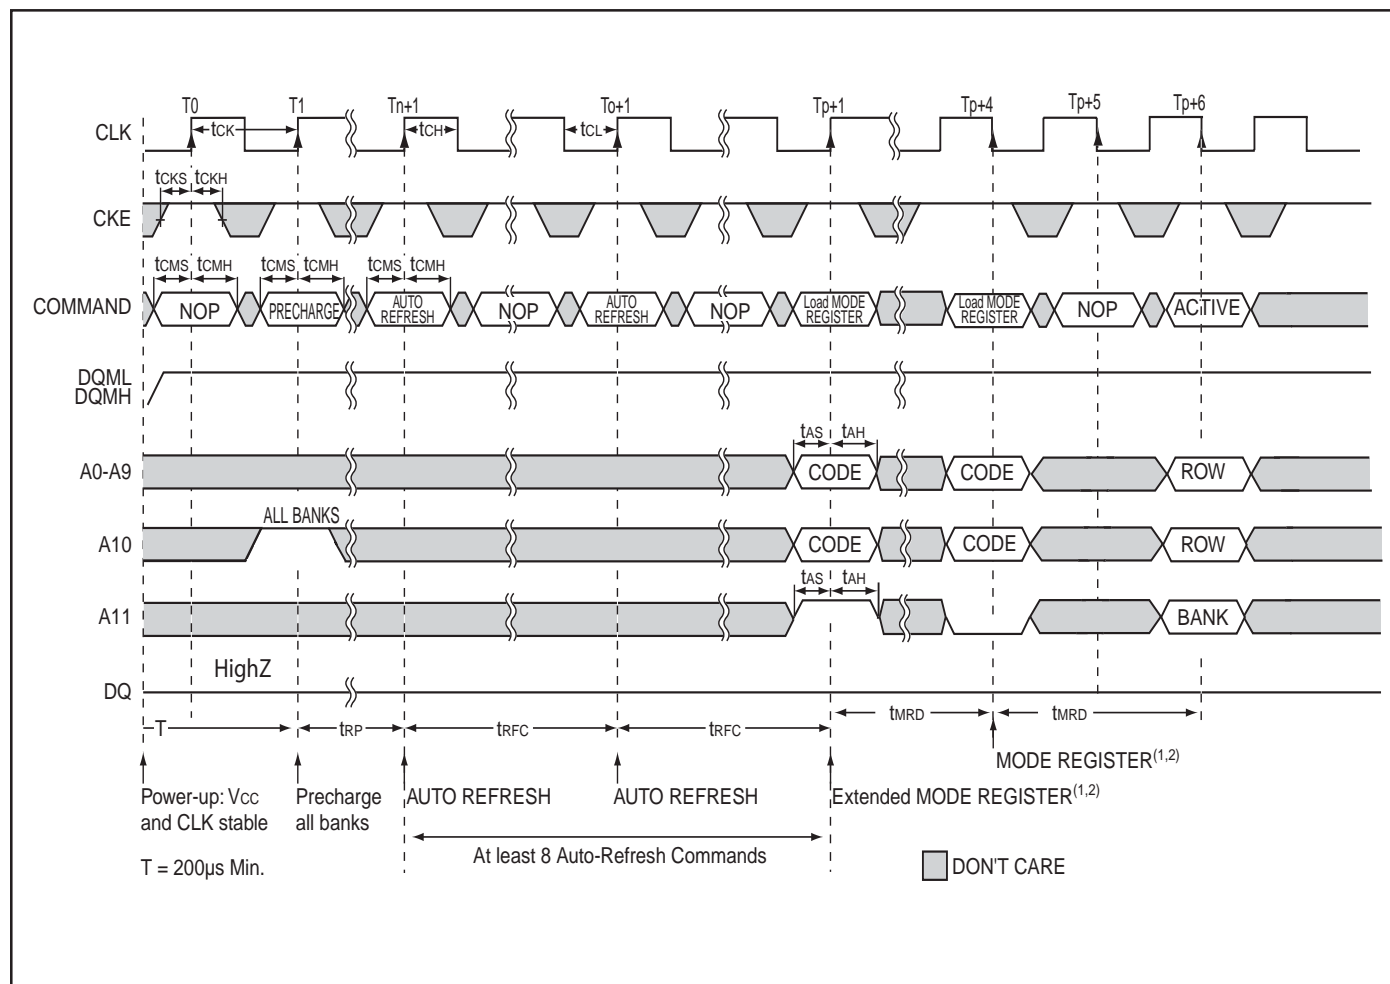 T0 T1 Tn+1 To+1 Tp+1 Tp+4 Tp+5 Tp+6
CLK tCK tCH tCL
tCKS tCKH
CKE
tCMS tCMH tCMS tCMH tCMS tCMH
COMMAND NOP PRECHARGE AUTO REFRESH NOP AUTO REFRESH NOP Load MODE REGISTER Load MODE REGISTER NOP ACTIVE
DQML
DQMH
tAS tAH
A0-A9 CODE CODE ROW
ALL BANKS
A10 CODE CODE ROW
tAS tAH
A11 BANK
HighZ
DQ
T tRP tRFC tRFC tMRD tMRD
MODE REGISTER(1,2)
Power-up: VCC
and CLK stable
Precharge
all banks
AUTO REFRESH AUTO REFRESH Extended MODE REGISTER(1,2)
At least 8 Auto-Refresh Commands
T = 200µs Min.
DON'T CARE